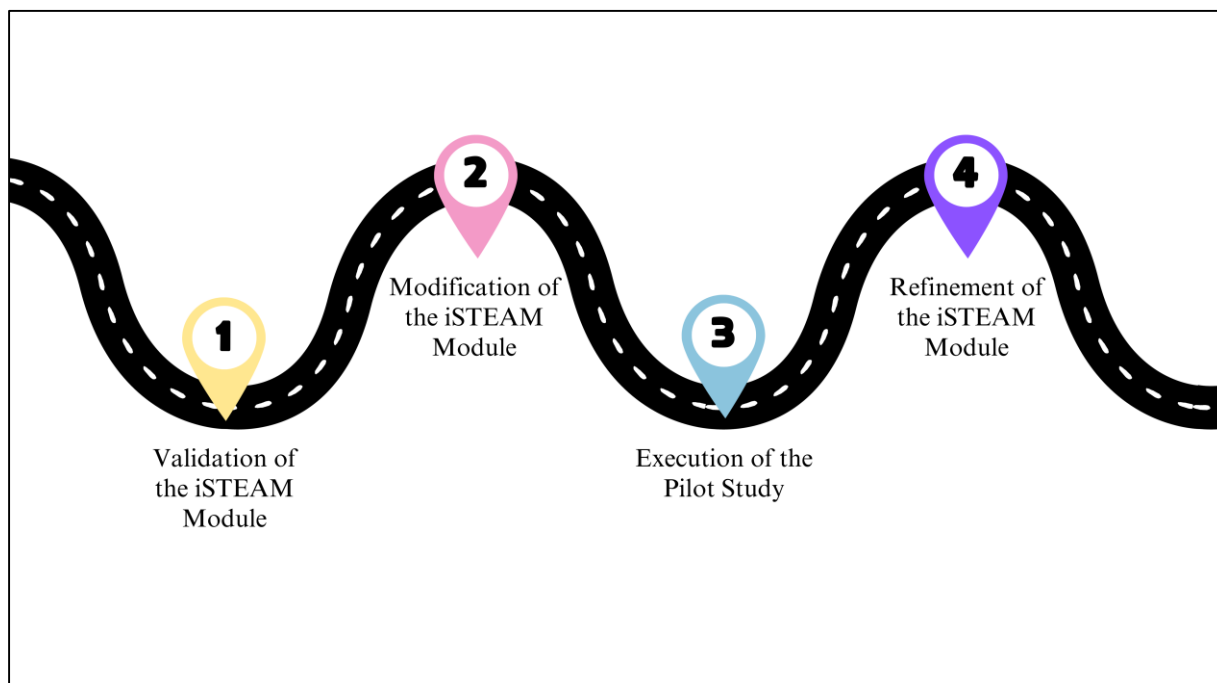 1
Validation of
the iSTEAM
Module
2
Modification of
the iSTEAM
Module
3
Execution of the
Pilot Study
4
Refinement of
the iSTEAM
Module